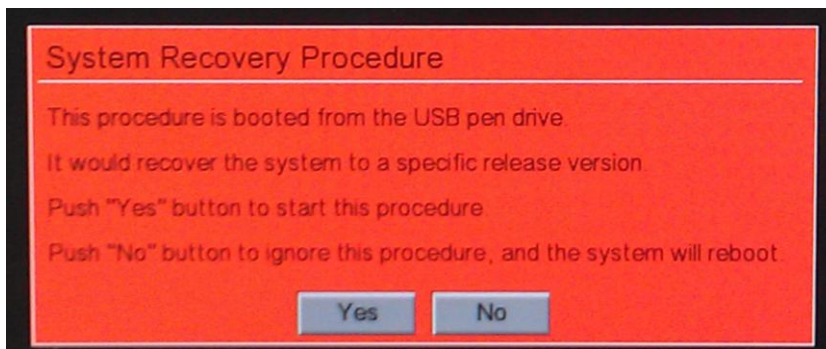 System Recovery Procedure
This procedure is booted from the USB pen drive.
It would recover the system to a specific release version.
Push "Yes" button to start this procedure.
Push "No" button to ignore this procedure, and the system will reboot.
Yes
No